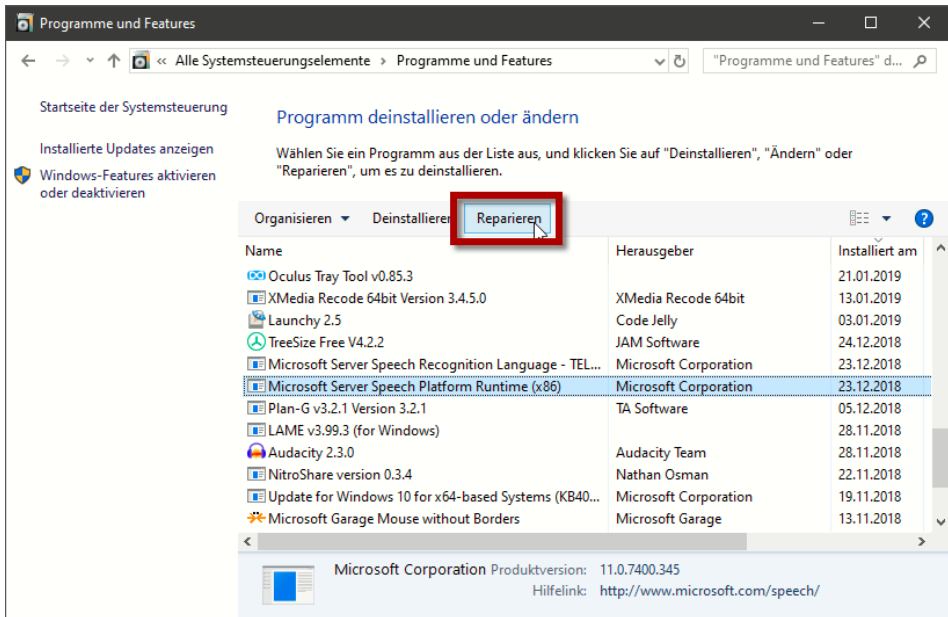 Programme und Features
« Alle Systemsteuerungselemente > Programme und Features
"Programme und Features" d...
Startseite der Systemsteuerung
Installierte Updates anzeigen
Windows-Features aktivieren
oder deaktivieren
Programm deinstallieren oder ändern
Wählen Sie ein Programm aus der Liste aus, und klicken Sie auf "Deinstallieren", "Ändern" oder
"Reparieren", um es zu deinstallieren.
Organisieren Deinstallieren Reparieren
Name Herausgeber Installiert am
Oculus Tray Tool v0.85.3 21.01.2019
XMedia Recode 64bit Version 3.4.5.0 XMedia Recode 64bit 13.01.2019
Launchy 2.5 Code Jelly 03.01.2019
TreeSize Free V4.2.2 JAM Software 24.12.2018
Microsoft Server Speech Recognition Language - TEL... Microsoft Corporation 23.12.2018
Microsoft Server Speech Platform Runtime (x86) Microsoft Corporation 23.12.2018
Plan-G v3.2.1 Version 3.2.1 TA Software 05.12.2018
LAME v3.99.3 (for Windows) 28.11.2018
Audacity 2.3.0 Audacity Team 28.11.2018
NitroShare version 0.3.4 Nathan Osman 22.11.2018
Update for Windows 10 for x64-based Systems (KB40... Microsoft Corporation 19.11.2018
Microsoft Garage Mouse without Borders Microsoft Garage 13.11.2018
Microsoft Corporation Produktversion: 11.0.7400.345
Hilfelink: http://www.microsoft.com/speech/